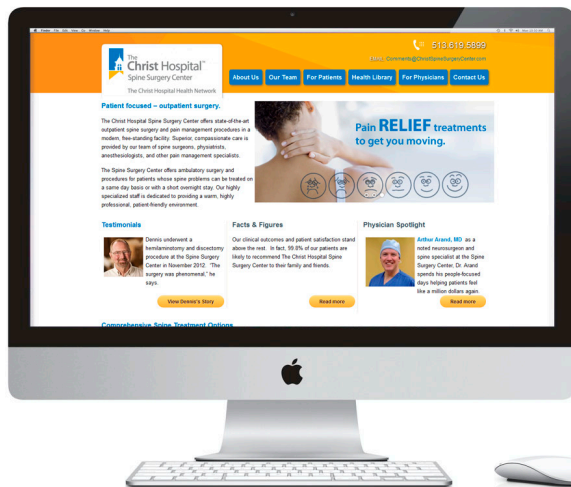 513.619.5899
Comments@ChristSpineSurgeryCenter.com
The
Christ Hospital™
Spine Surgery Center
The Christ Hospital Health Network
About Us
Our Team
For Patients
Health Library
For Physicians
Contact Us
Patient focused – outpatient surgery.
The Christ Hospital Spine Surgery Center offers state-of-the-art
outpatient spine surgery and pain management procedures in a
modern, free-standing facility. Superior, compassionate care is
provided by our team of spine surgeons, physiatrists,
anesthesiologists, and other pain management specialists.
The Spine Surgery Center offers ambulatory surgery and
procedures for patients whose spine problems can be treated on
a same day basis or with a short overnight stay. Our highly
specialized staff is dedicated to providing a warm, highly
professional, patient-friendly environment.
Pain RELIEF treatments
to get you moving.
Testimonials
Dennis underwent a
hemilaminotomy and discectomy
procedure at the Spine Surgery
Center in November 2012. "The
surgery was phenomenal," he
says.
View Dennis's Story
Facts & Figures
Our clinical outcomes and patient satisfaction stand
above the rest. In fact, 99.8% of our patients are
likely to recommend The Christ Hospital Spine
Surgery Center to their family and friends.
Read more
Physician Spotlight
Arthur Arand, MD as a
noted neurosurgeon and
spine specialist at the Spine
Surgery Center, Dr. Arand
spends his people-focused
days helping patients feel
like a million dollars again.
Read more
Comprehensive Spine Treatment Options